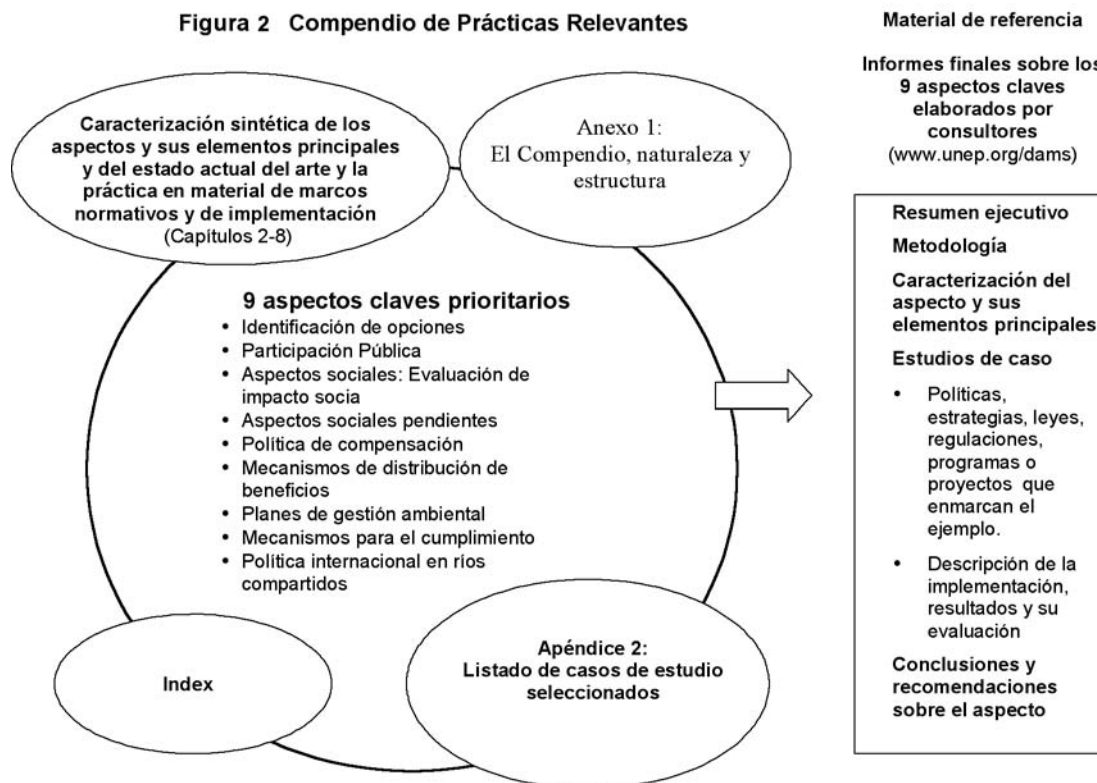 Figura 2 Compendio de Prácticas Relevantes
Caracterización sintética de los
aspectos y sus elementos principales
y del estado actual del arte y la
práctica en material de marcos
normativos y de implementación
(Capítulos 2-8)
Anexo 1:
El Compendio, naturaleza y
estructura
9 aspectos claves prioritarios
• Identificación de opciones
• Participación Pública
• Aspectos sociales: Evaluación de
impacto socia
• Aspectos sociales pendientes
• Política de compensación
• Mecanismos de distribución de
beneficios
• Planes de gestión ambiental
• Mecanismos para el cumplimiento
• Política internacional en ríos
compartidos
Index
Apéndice 2:
Listado de casos de estudio
seleccionados
Material de referencia
Informes finales sobre los
9 aspectos claves
elaborados por
consultores
(www.unep.org/dams)
Resumen ejecutivo
Metodología
Caracterización del
aspecto y sus
elementos principales
Estudios de caso
• Políticas,
estrategias, leyes,
regulaciones,
programas o
proyectos que
enmarcan el
ejemplo.
• Descripción de la
implementación,
resultados y su
evaluación
Conclusiones y
recomendaciones
sobre el aspecto